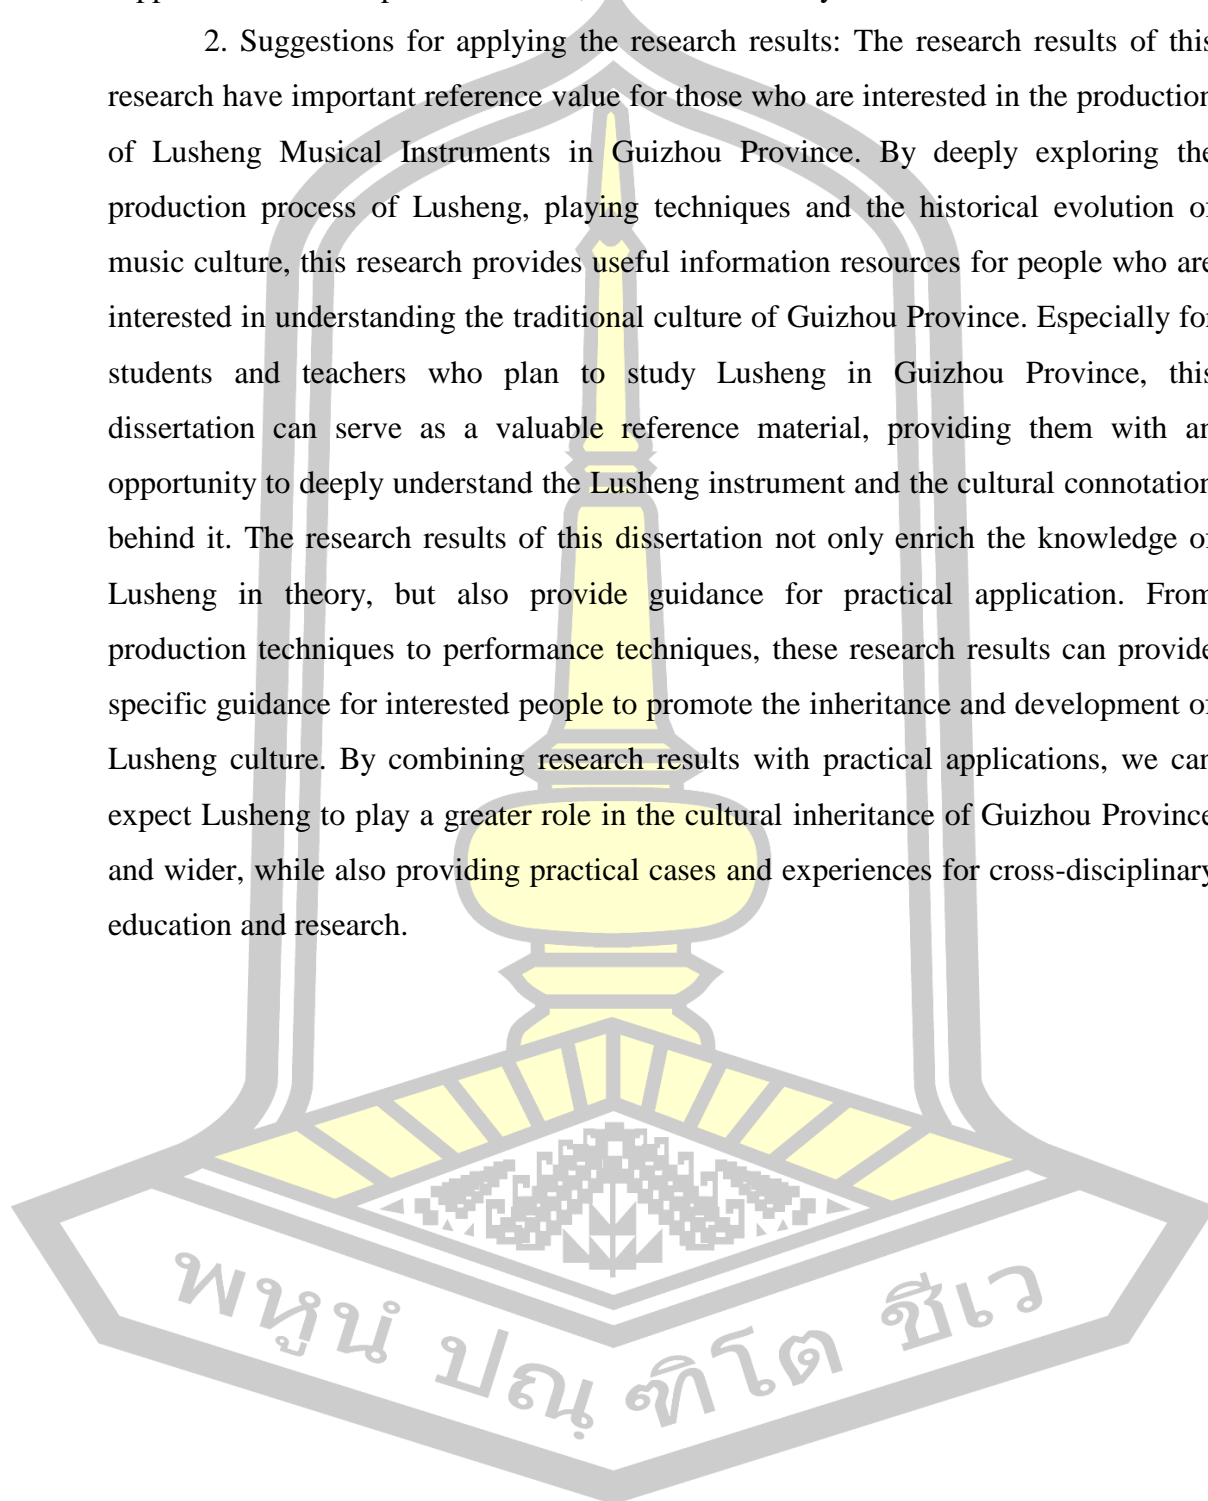 2. Suggestions for applying the research results: The research results of this
research have important reference value for those who are interested in the production
of Lusheng Musical Instruments in Guizhou Province. By deeply exploring the
production process of Lusheng, playing techniques and the historical evolution of
music culture, this research provides useful information resources for people who are
interested in understanding the traditional culture of Guizhou Province. Especially for
students and teachers who plan to study Lusheng in Guizhou Province, this
dissertation can serve as a valuable reference material, providing them with an
opportunity to deeply understand the Lusheng instrument and the cultural connotation
behind it. The research results of this dissertation not only enrich the knowledge of
Lusheng in theory, but also provide guidance for practical application. From
production techniques to performance techniques, these research results can provide
specific guidance for interested people to promote the inheritance and development of
Lusheng culture. By combining research results with practical applications, we can
expect Lusheng to play a greater role in the cultural inheritance of Guizhou Province
and wider, while also providing practical cases and experiences for cross-disciplinary
education and research.
พหูนํ ปณฺ ฑิโต ชีเว